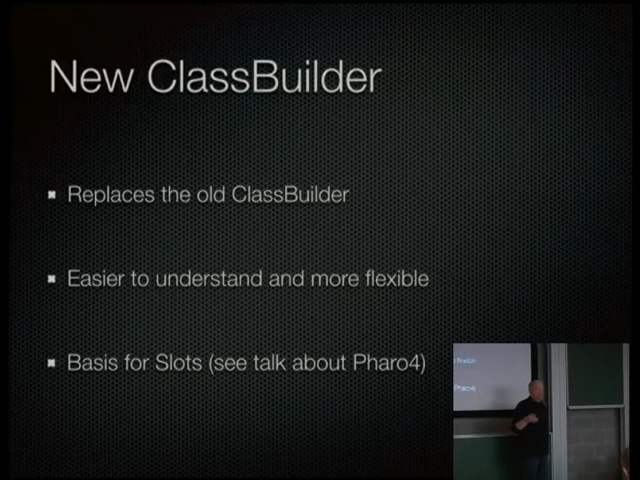 New ClassBuilder
Replaces the old ClassBuilder
Easier to understand and more flexible
Basis for Slots (see talk about Pharo4)
Pharo4)